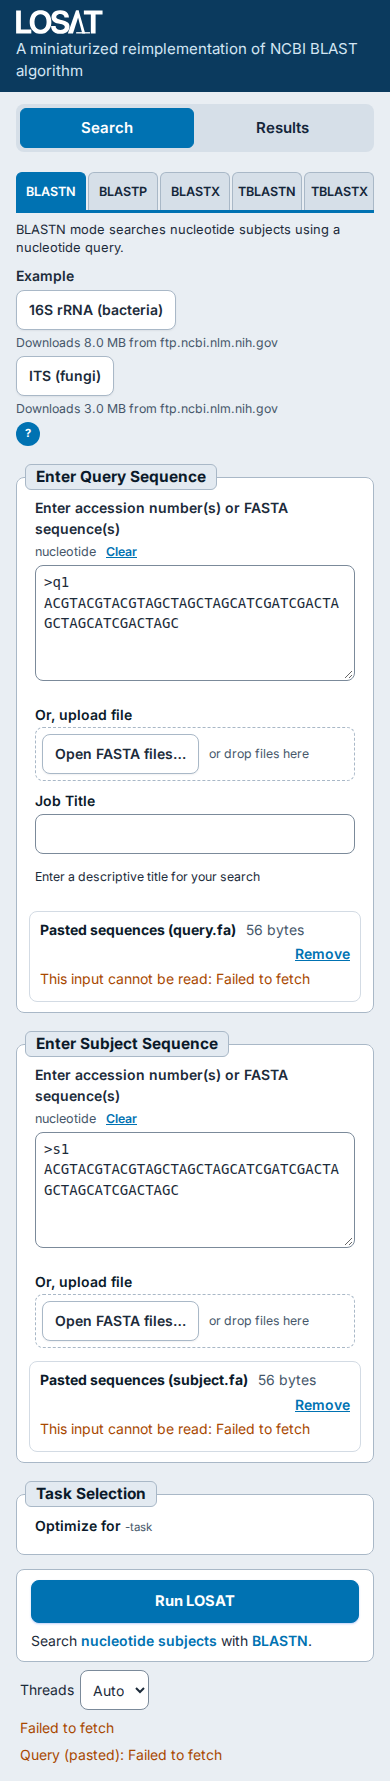 LOSAT
A miniaturized reimplementation of NCBI BLAST
algorithm
Search
Results
BLASTN
BLASTP
BLASTX
TBLASTN
TBLASTX
BLASTN mode searches nucleotide subjects using a
nucleotide query.
Example
16S rRNA (bacteria)
Downloads 8.0 MB from ftp.ncbi.nlm.nih.gov
ITS (fungi)
Downloads 3.0 MB from ftp.ncbi.nlm.nih.gov
?
Enter Query Sequence
Enter accession number(s) or FASTA
sequence(s)
nucleotide Clear
>q1
ACGTACGTACGTAGCTAGCTAGCATCGATCGACTA
GCTAGCATCGACTAGC
Or, upload file
Open FASTA files... or drop files here
Job Title
Enter a descriptive title for your search
Pasted sequences (query.fa) 56 bytes
Remove
This input cannot be read: Failed to fetch
Enter Subject Sequence
Enter accession number(s) or FASTA
sequence(s)
nucleotide Clear
>s1
ACGTACGTACGTAGCTAGCTAGCATCGATCGACTA
GCTAGCATCGACTAGC
Or, upload file
Open FASTA files... or drop files here
Pasted sequences (subject.fa) 56 bytes
Remove
This input cannot be read: Failed to fetch
Task Selection
Optimize for -task
Run LOSAT
Search nucleotide subjects with BLASTN.
Threads Auto
Failed to fetch
Query (pasted): Failed to fetch